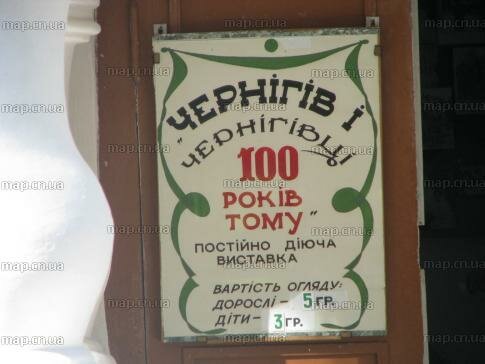 ЧЕРНІГІВ І
"ЧЕРНІГІВЦІ
100
РОКІВ
ТОМУ"
ПОСТІЙНО ДІЮЧА
ВИСТАВКА
ВАРТІСТЬ ОГЛЯДУ:
ДОРОСЛІ – 5 ГР.
ДІТИ – 3 ГР.
map.cn.ua